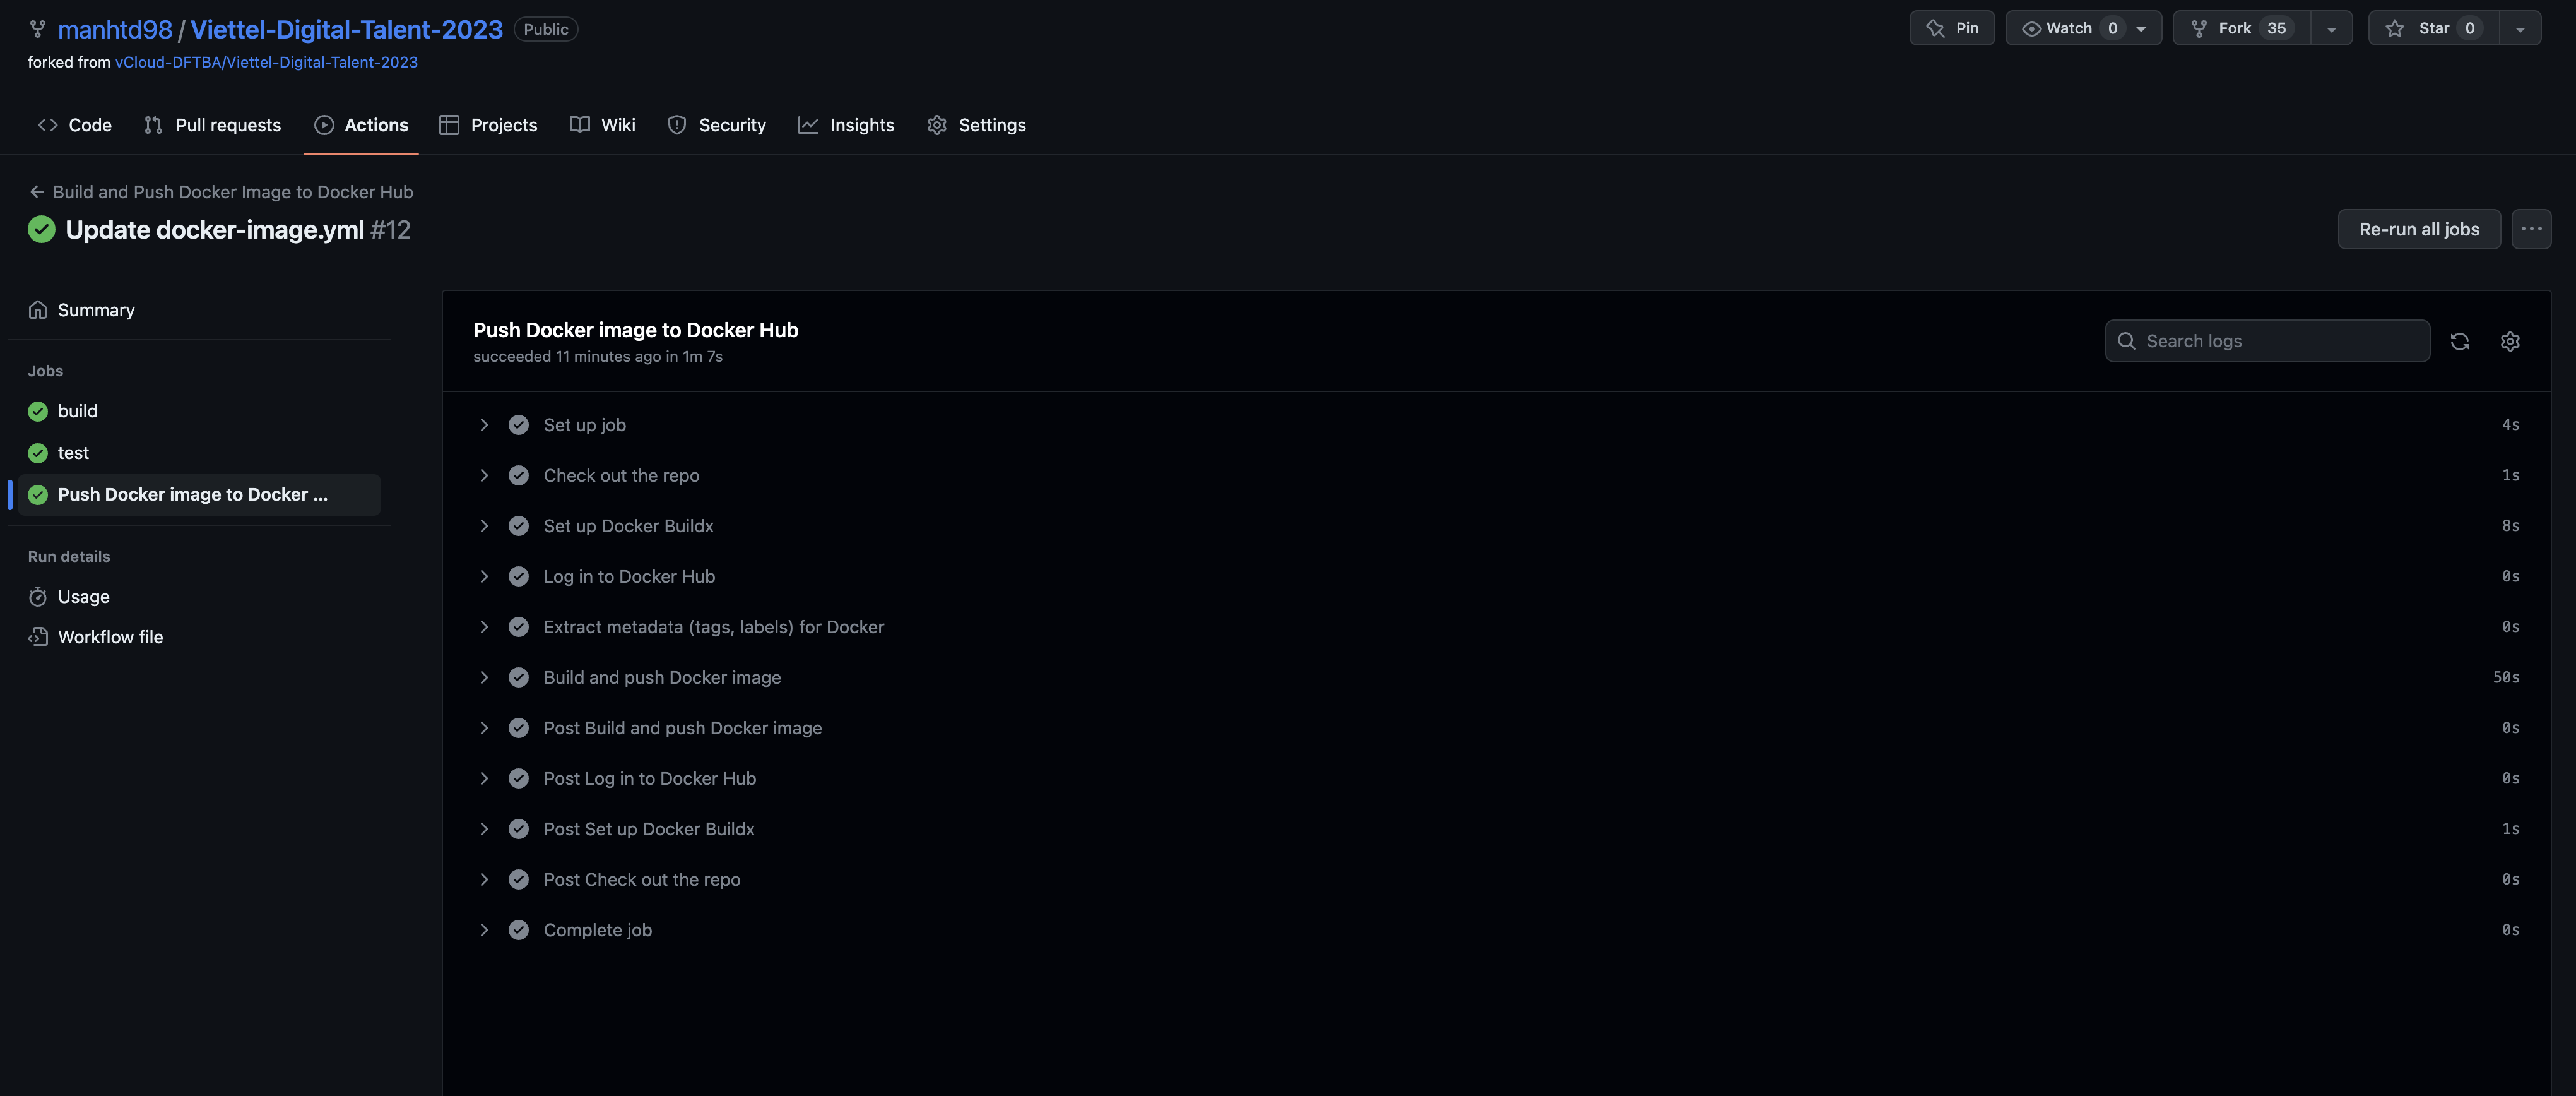 manhtd98 / Viettel-Digital-Talent-2023 Public
Pin Watch 0 Fork 35 Star 0
forked from vCloud-DFTBA/Viettel-Digital-Talent-2023
Code Pull requests Actions Projects Wiki Security Insights Settings
Build and Push Docker Image to Docker Hub
Update docker-image.yml #12
Re-run all jobs
Summary
Jobs
build
test
Push Docker image to Docker ...
Run details
Usage
Workflow file
Push Docker image to Docker Hub
succeeded 11 minutes ago in 1m 7s
Search logs
Set up job 4s
Check out the repo 1s
Set up Docker Buildx 8s
Log in to Docker Hub 0s
Extract metadata (tags, labels) for Docker 0s
Build and push Docker image 50s
Post Build and push Docker image 0s
Post Log in to Docker Hub 0s
Post Set up Docker Buildx 1s
Post Check out the repo 0s
Complete job 0s